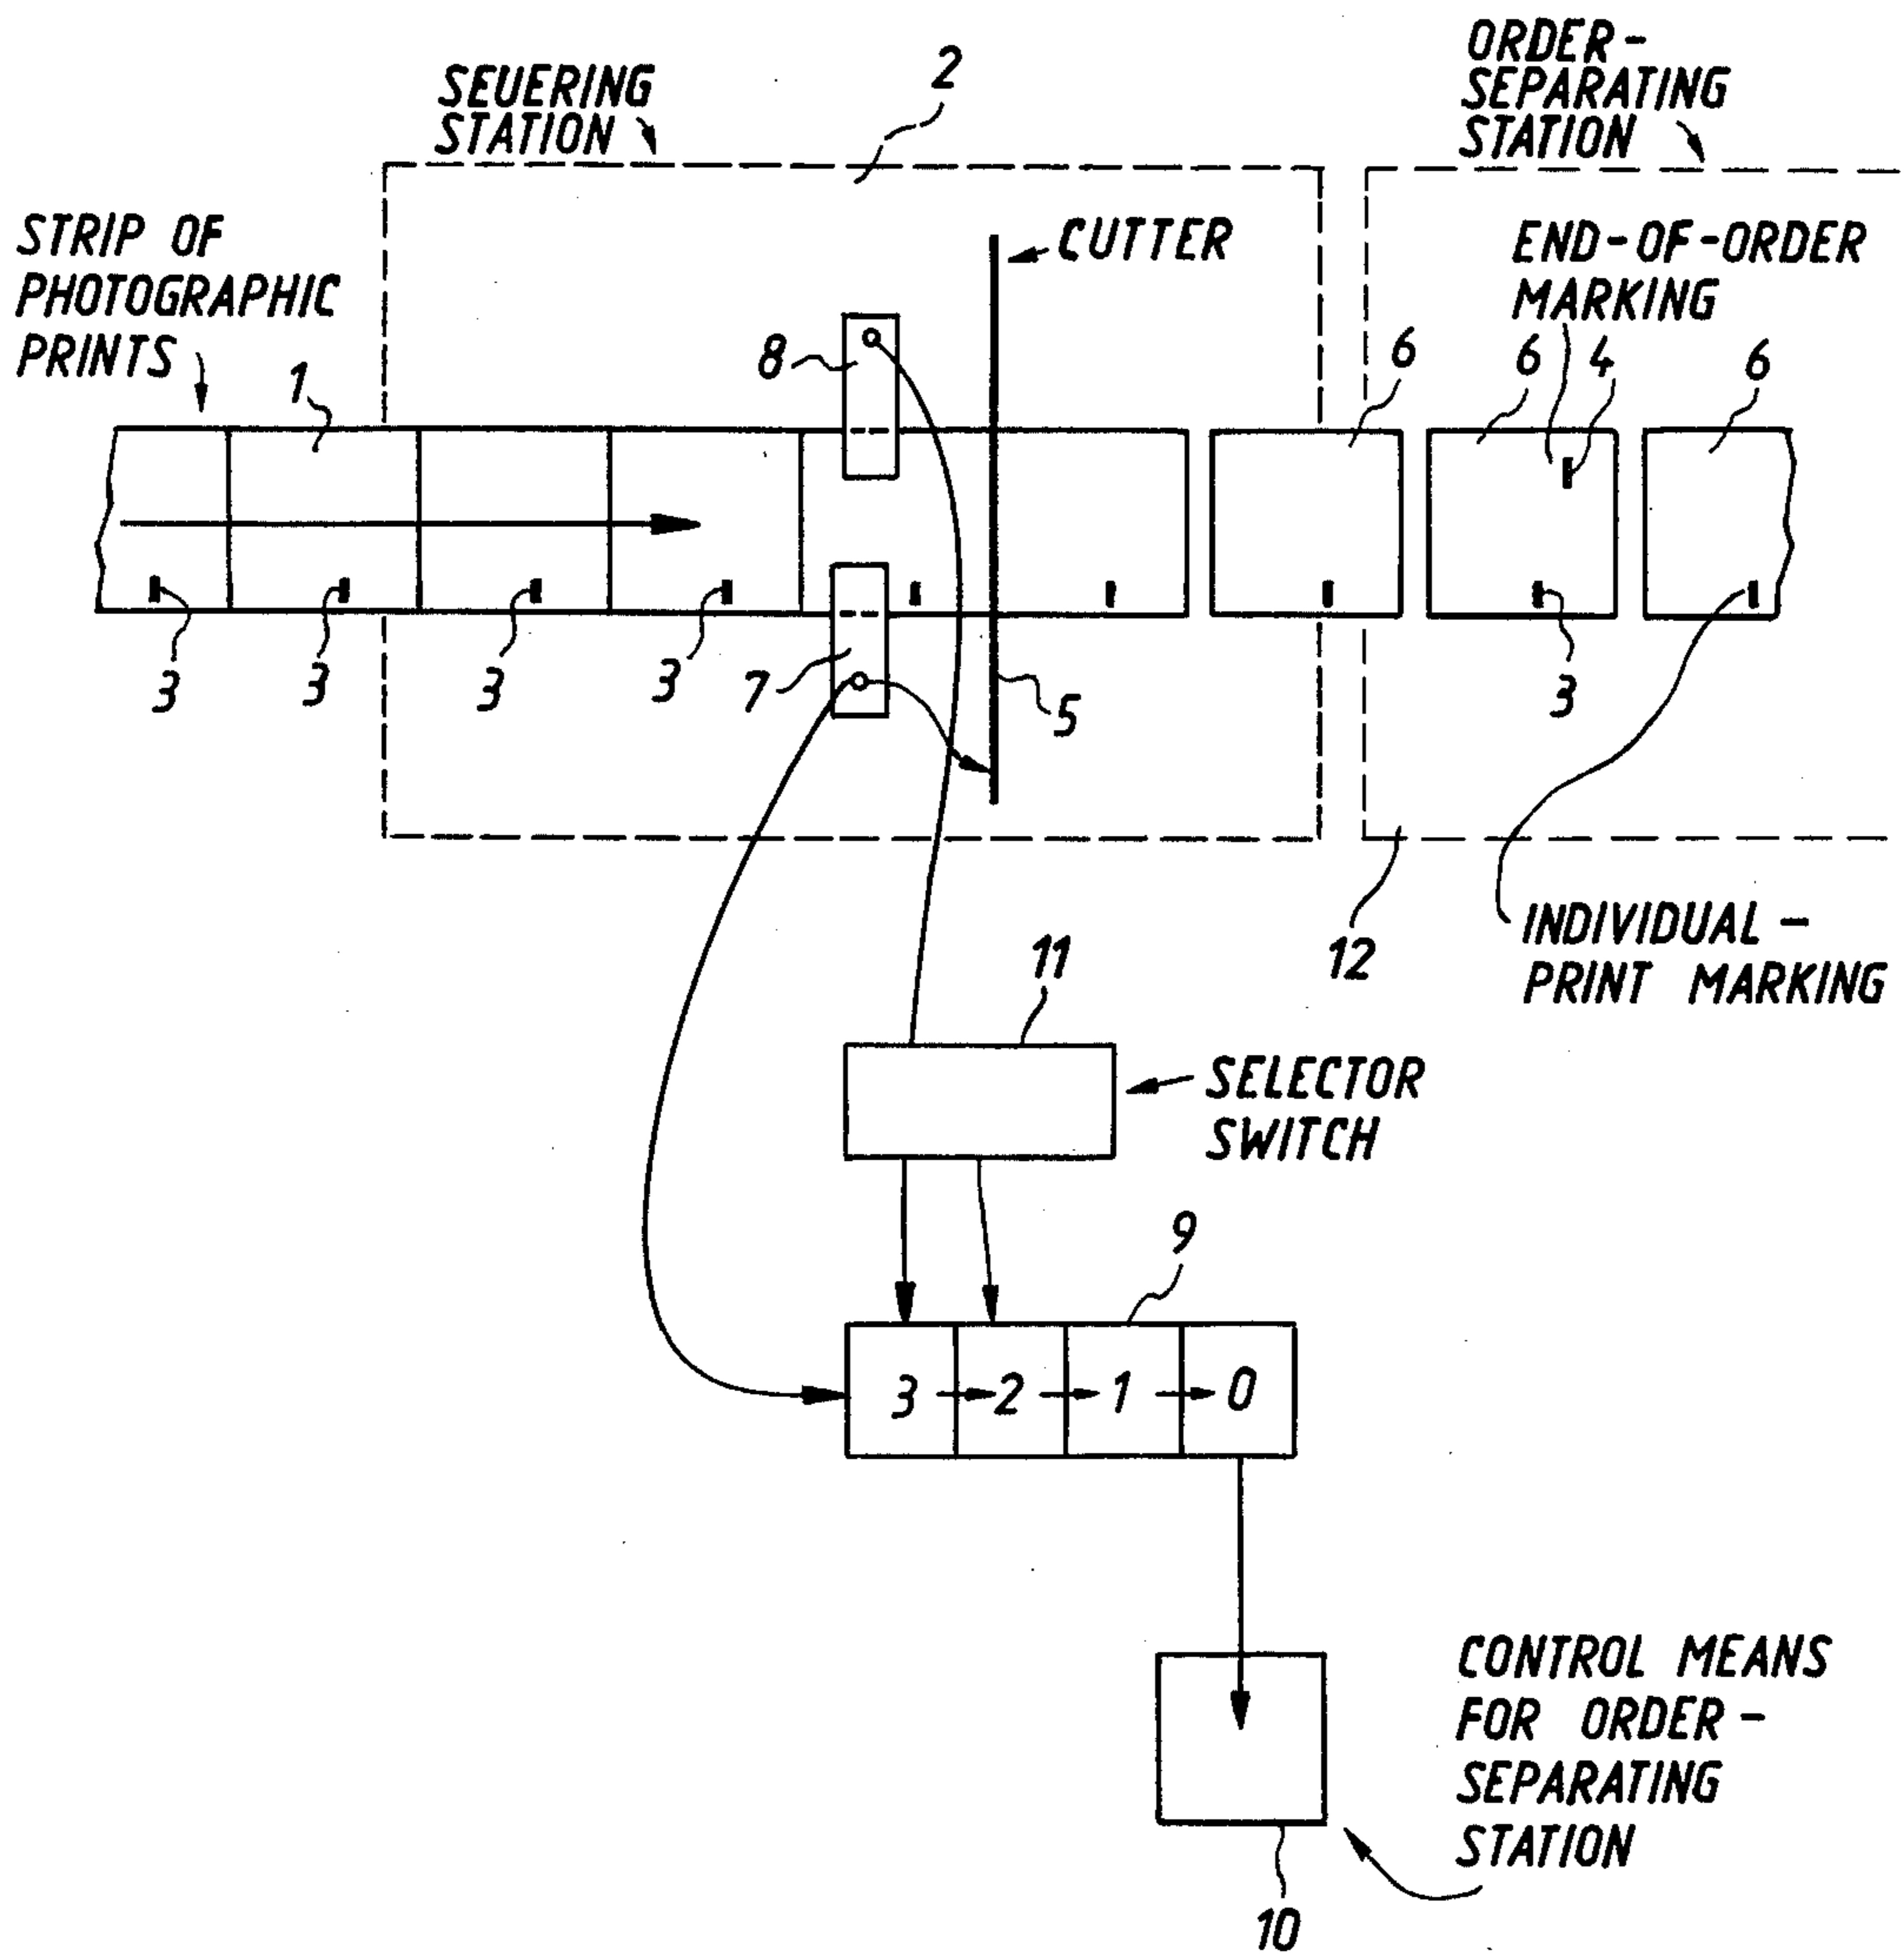 SEUERING
STATION
2
ORDER-
SEPARATING
STATION
STRIP OF
PHOTOGRAPHIC
PRINTS
CUTTER
END-OF-ORDER
MARKING
1
8
6
6
4
6
3
3
3
3
7
5
3
12
INDIVIDUAL-
PRINT MARKING
11
SELECTOR
SWITCH
9
3 2 1 0
CONTROL MEANS
FOR ORDER-
SEPARATING
STATION
10